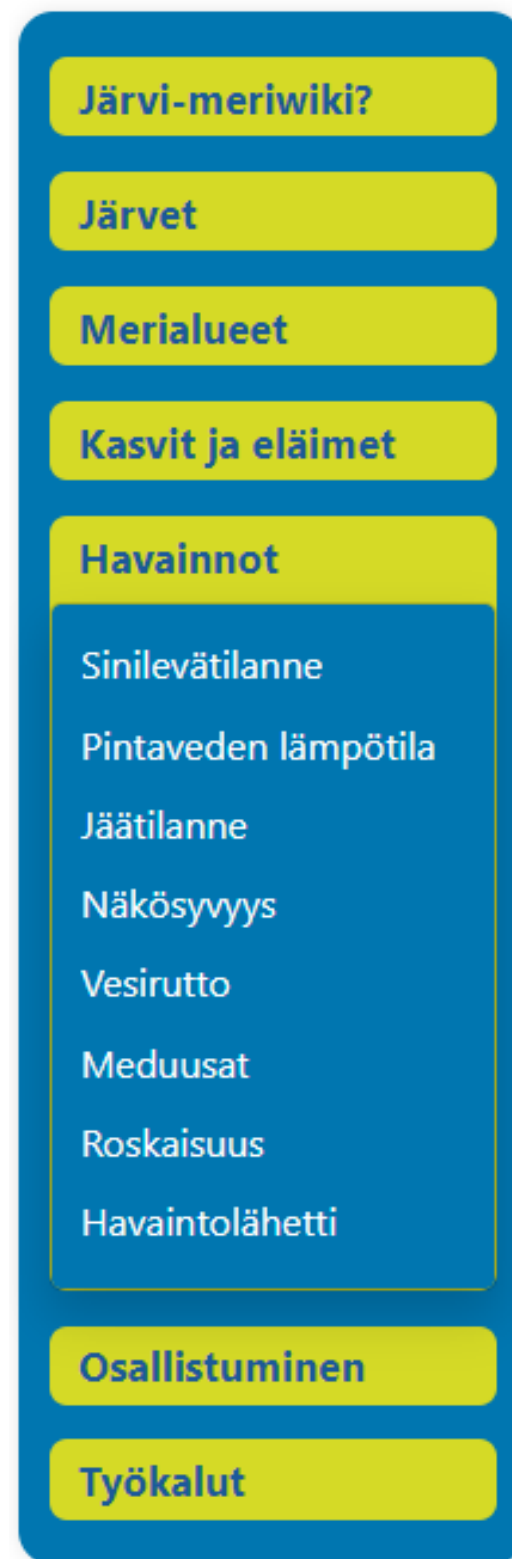 Järvi-meriwiki?
Järvet
Merialueet
Kasvit ja eläimet
Havainnot
Sinilevätilanne
Pintaveden lämpötila
Jäätilanne
Näkösyvyys
Vesirutto
Meduusat
Roskaisuus
Havaintolähetti
Osallistuminen
Työkalut